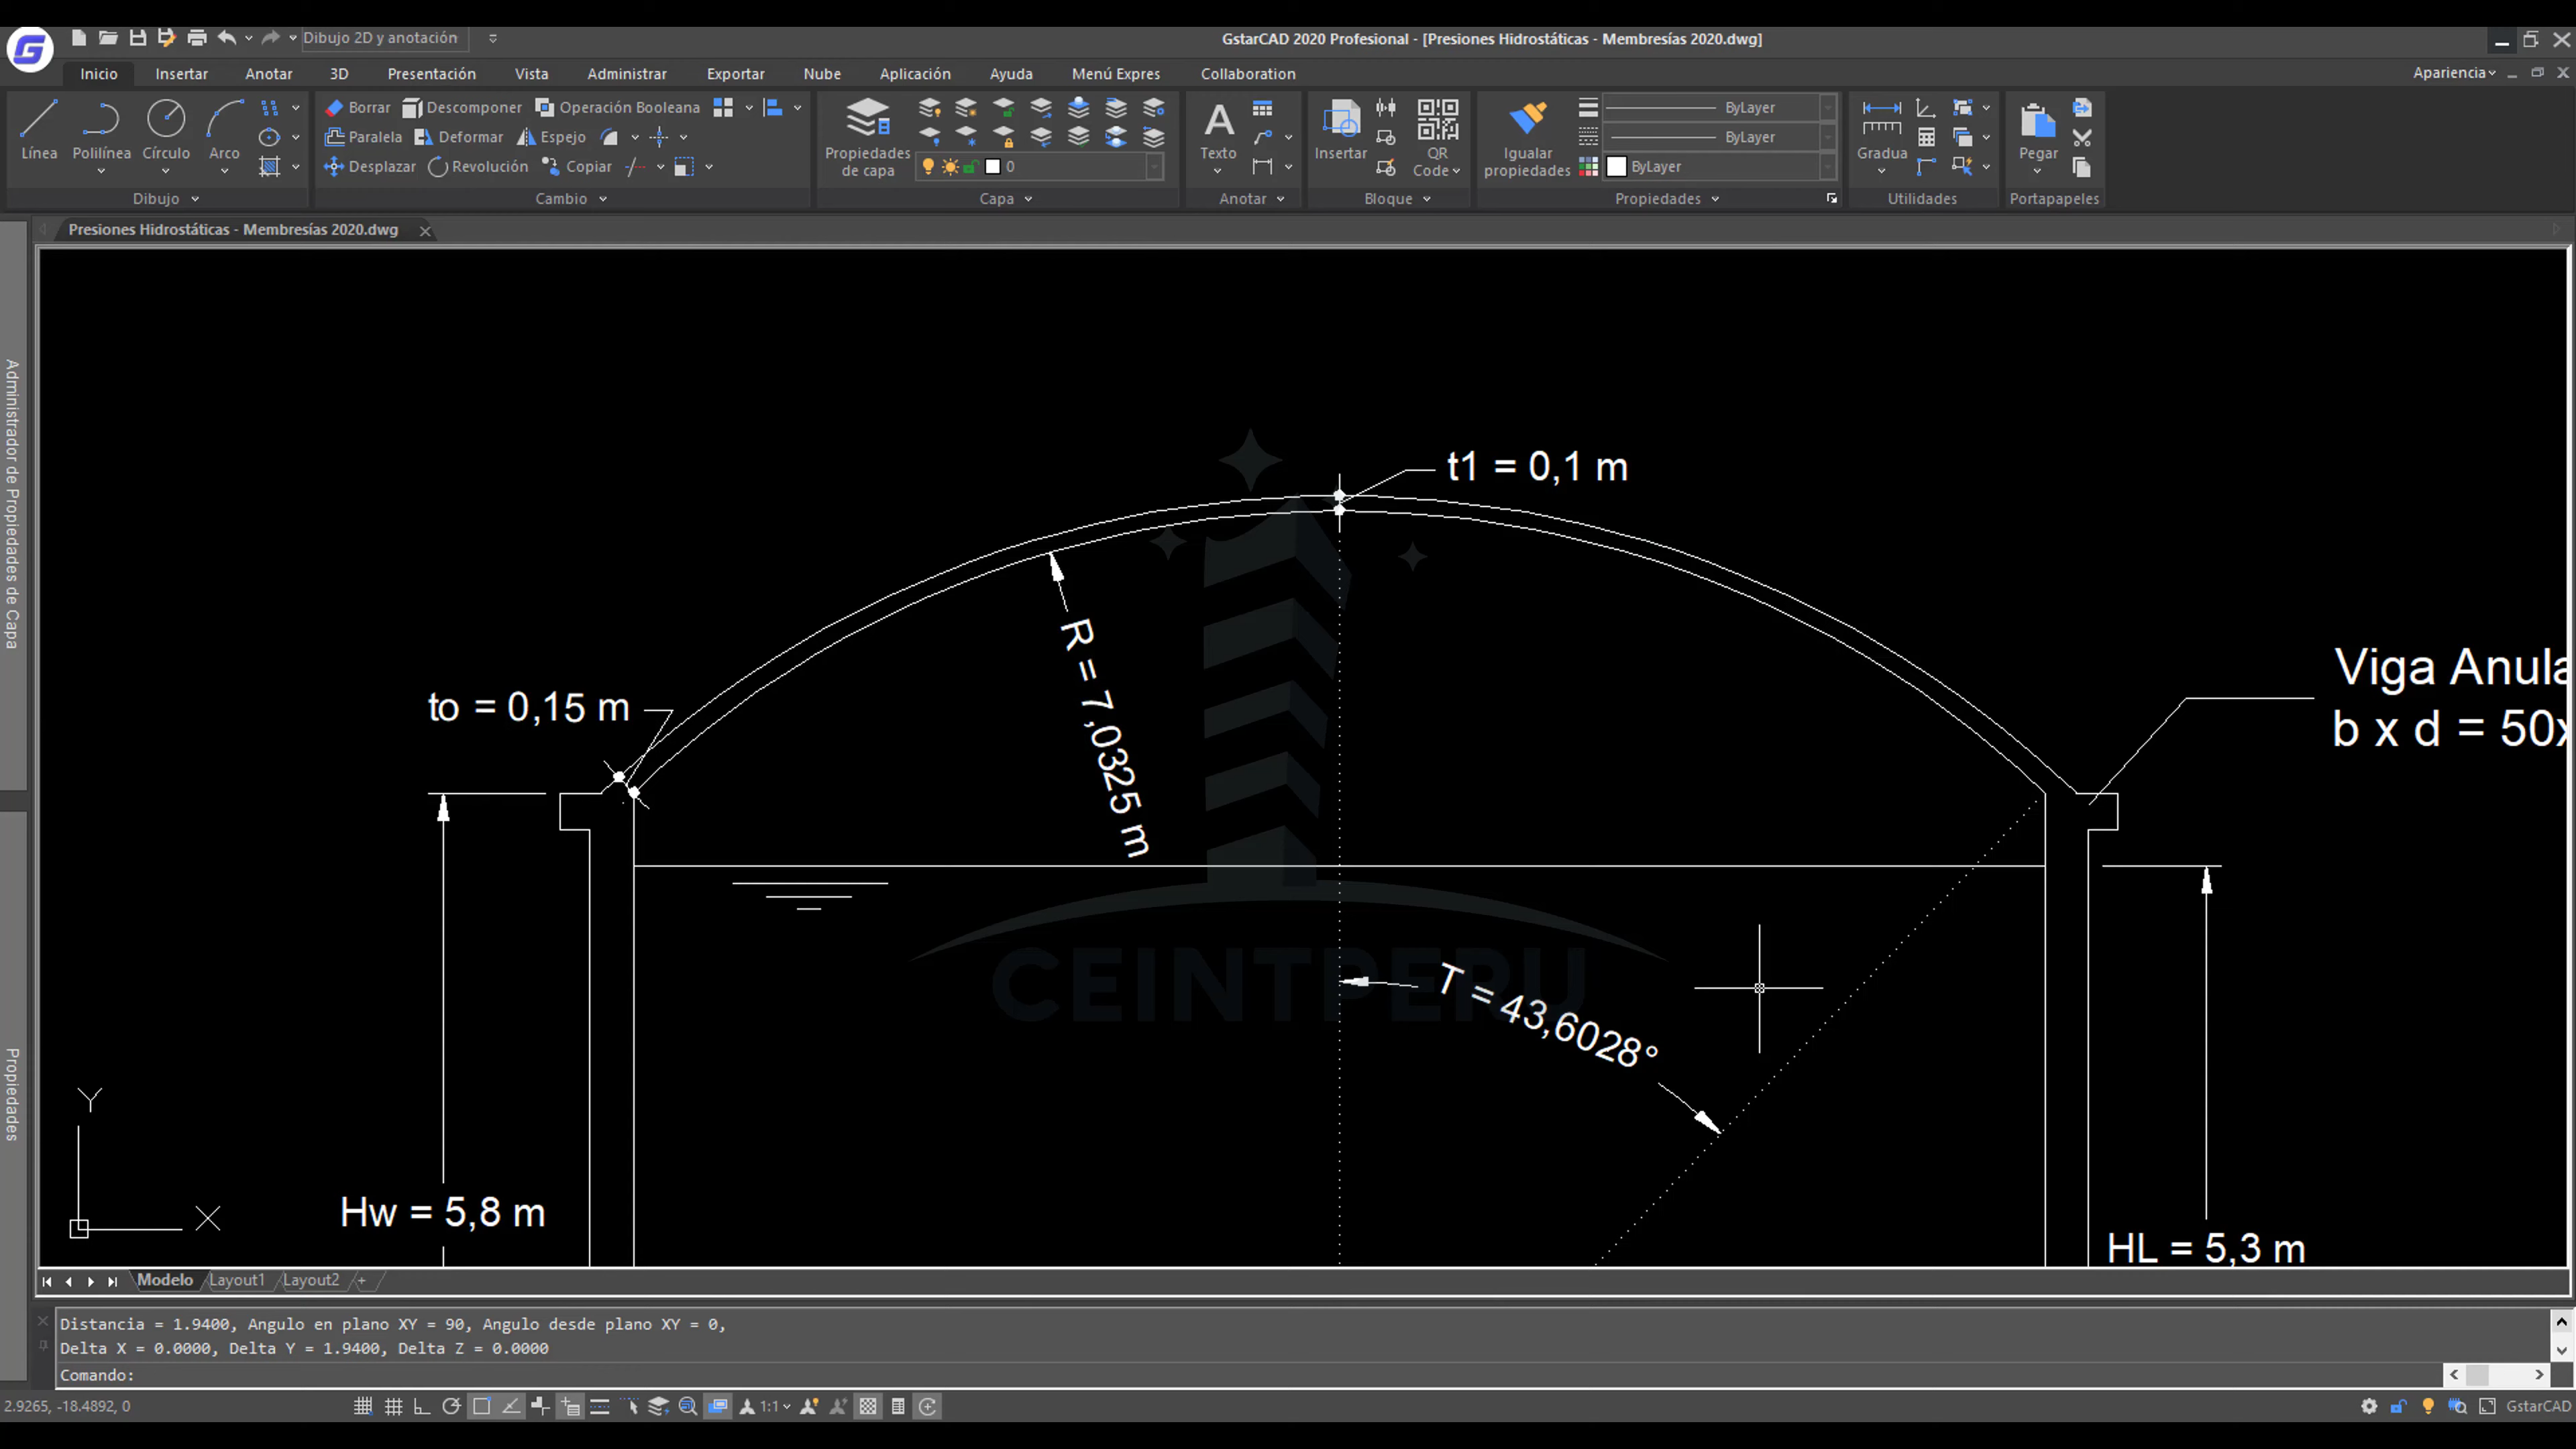 Dibujo 2D y anotación
GstarCAD 2020 Profesional - [Presiones Hidrostáticas - Membresías 2020.dwg]
Inicio Insertar Anotar 3D Presentación Vista Administrar Exportar Nube Aplicación Ayuda Menú Expres Collaboration
Apariencia
Línea Polilínea Círculo Arco
Dibujo
Borrar Descomponer Operación Booleana
Paralela Deformar Espejo
Desplazar Revolución Copiar
Cambio
Propiedades de capa
0
Capa
Texto
Anotar
Insertar
QR Code
Bloque
Igualar propiedades
ByLayer
ByLayer
ByLayer
Propiedades
Gradua
Utilidades
Pegar
Portapapeles
Presiones Hidrostáticas - Membresías 2020.dwg
Administrador de Propiedades de Capa
Propiedades
t1 = 0,1 m
to = 0,15 m
R = 7,0325 m
Viga Anula
b x d = 50x
CEINTPERU
T = 43,6028°
Hw = 5,8 m
HL = 5,3 m
Y
X
Modelo Layout1 Layout2 +
Distancia = 1.9400, Angulo en plano XY = 90, Angulo desde plano XY = 0,
Delta X = 0.0000, Delta Y = 1.9400, Delta Z = 0.0000
Comando:
2.9265, -18.4892, 0
1:1
GstarCAD